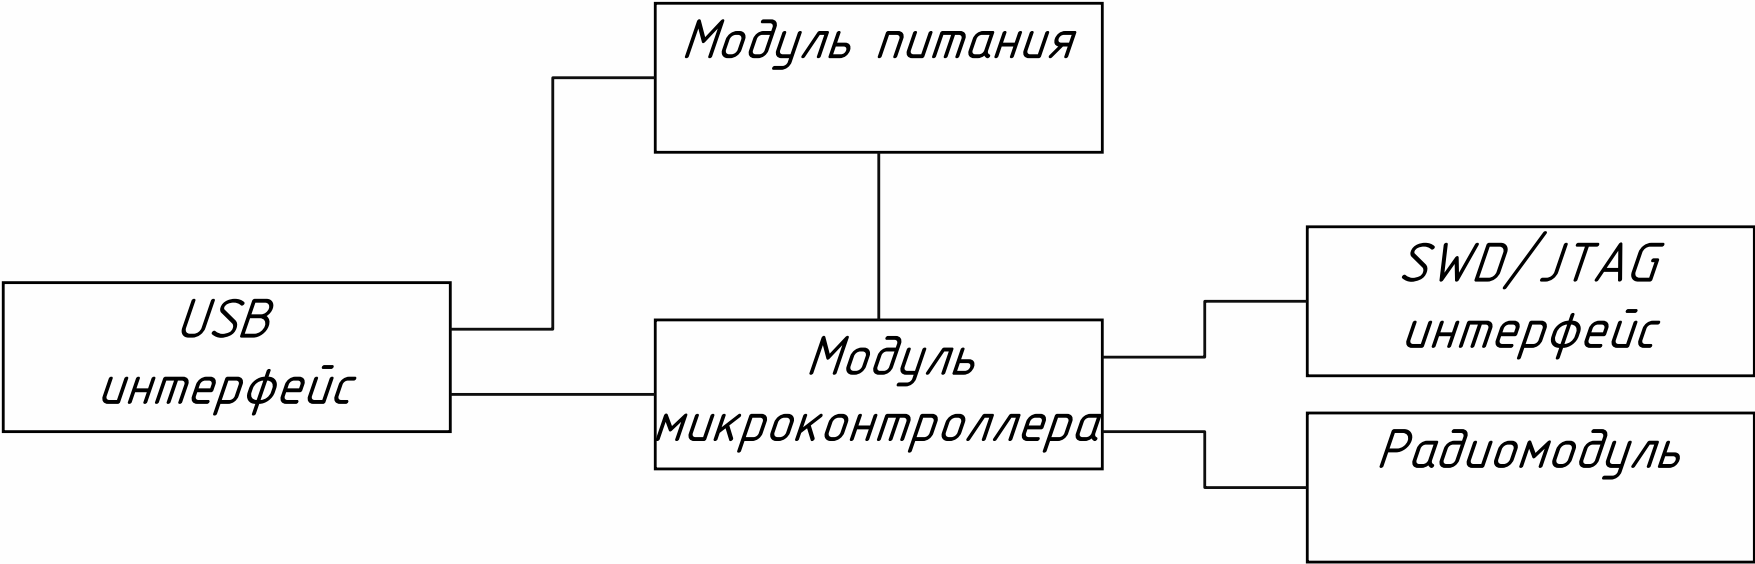 Модуль питания
USB
интерфейс
Модуль
микроконтроллера
SWD/JTAG
интерфейс
Радиомодуль